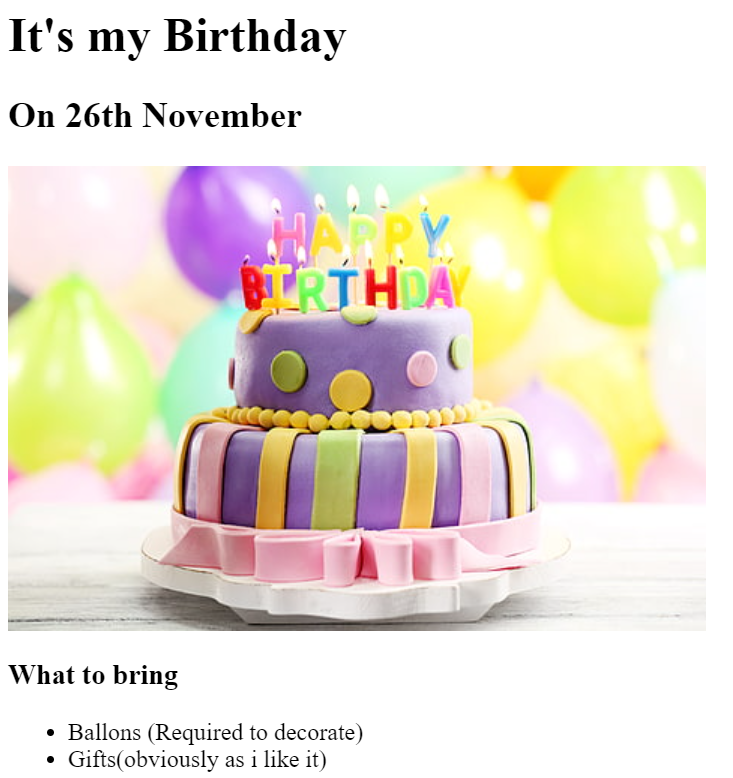 It's my Birthday
On 26th November
HAPPY
BIRTHDAY
What to bring
Ballons (Required to decorate)
Gifts(obviously as i like it)